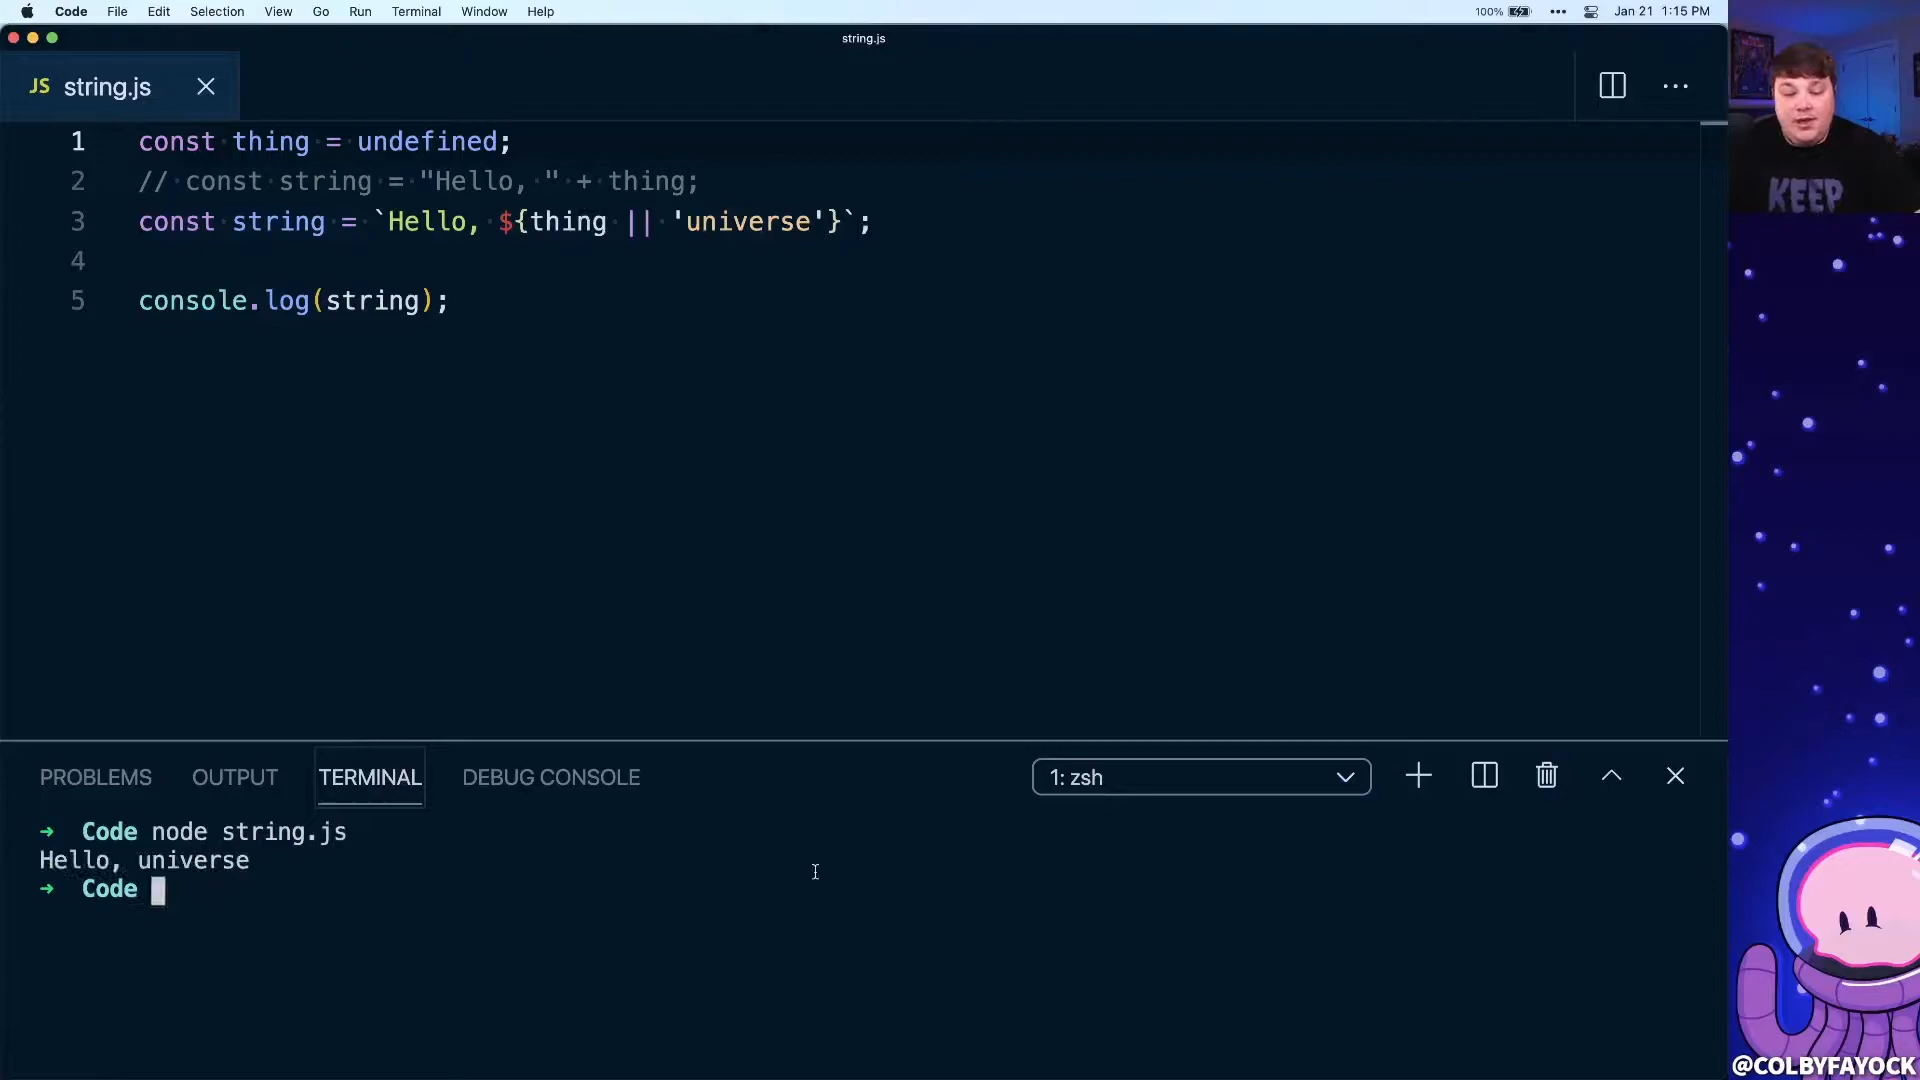 Code File Edit Selection View Go Run Terminal Window Help 100% Jan 21 1:15 PM
string.js
JS string.js
1 const thing = undefined;
2 // const string = "Hello, " + thing;
3 const string = `Hello, ${thing || 'universe'}`;
4
5 console.log(string);
PROBLEMS OUTPUT TERMINAL DEBUG CONSOLE 1: zsh
➜ Code node string.js
Hello, universe
➜ Code
KEEP
@COLBYFAYOCK